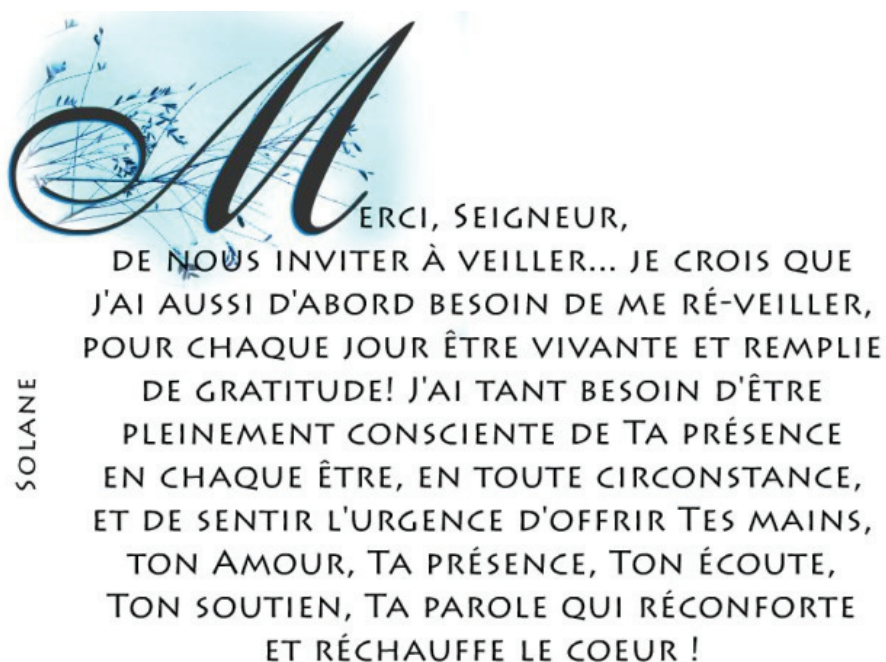 Merci, Seigneur,
de nous inviter à veiller... je crois que
j'ai aussi d'abord besoin de me ré-veiller,
pour chaque jour être vivante et remplie
de gratitude! J'ai tant besoin d'être
pleinement consciente de Ta présence
en chaque être, en toute circonstance,
et de sentir l'urgence d'offrir Tes mains,
ton Amour, Ta présence, Ton écoute,
Ton soutien, Ta parole qui réconforte
et réchauffe le coeur !
Solane